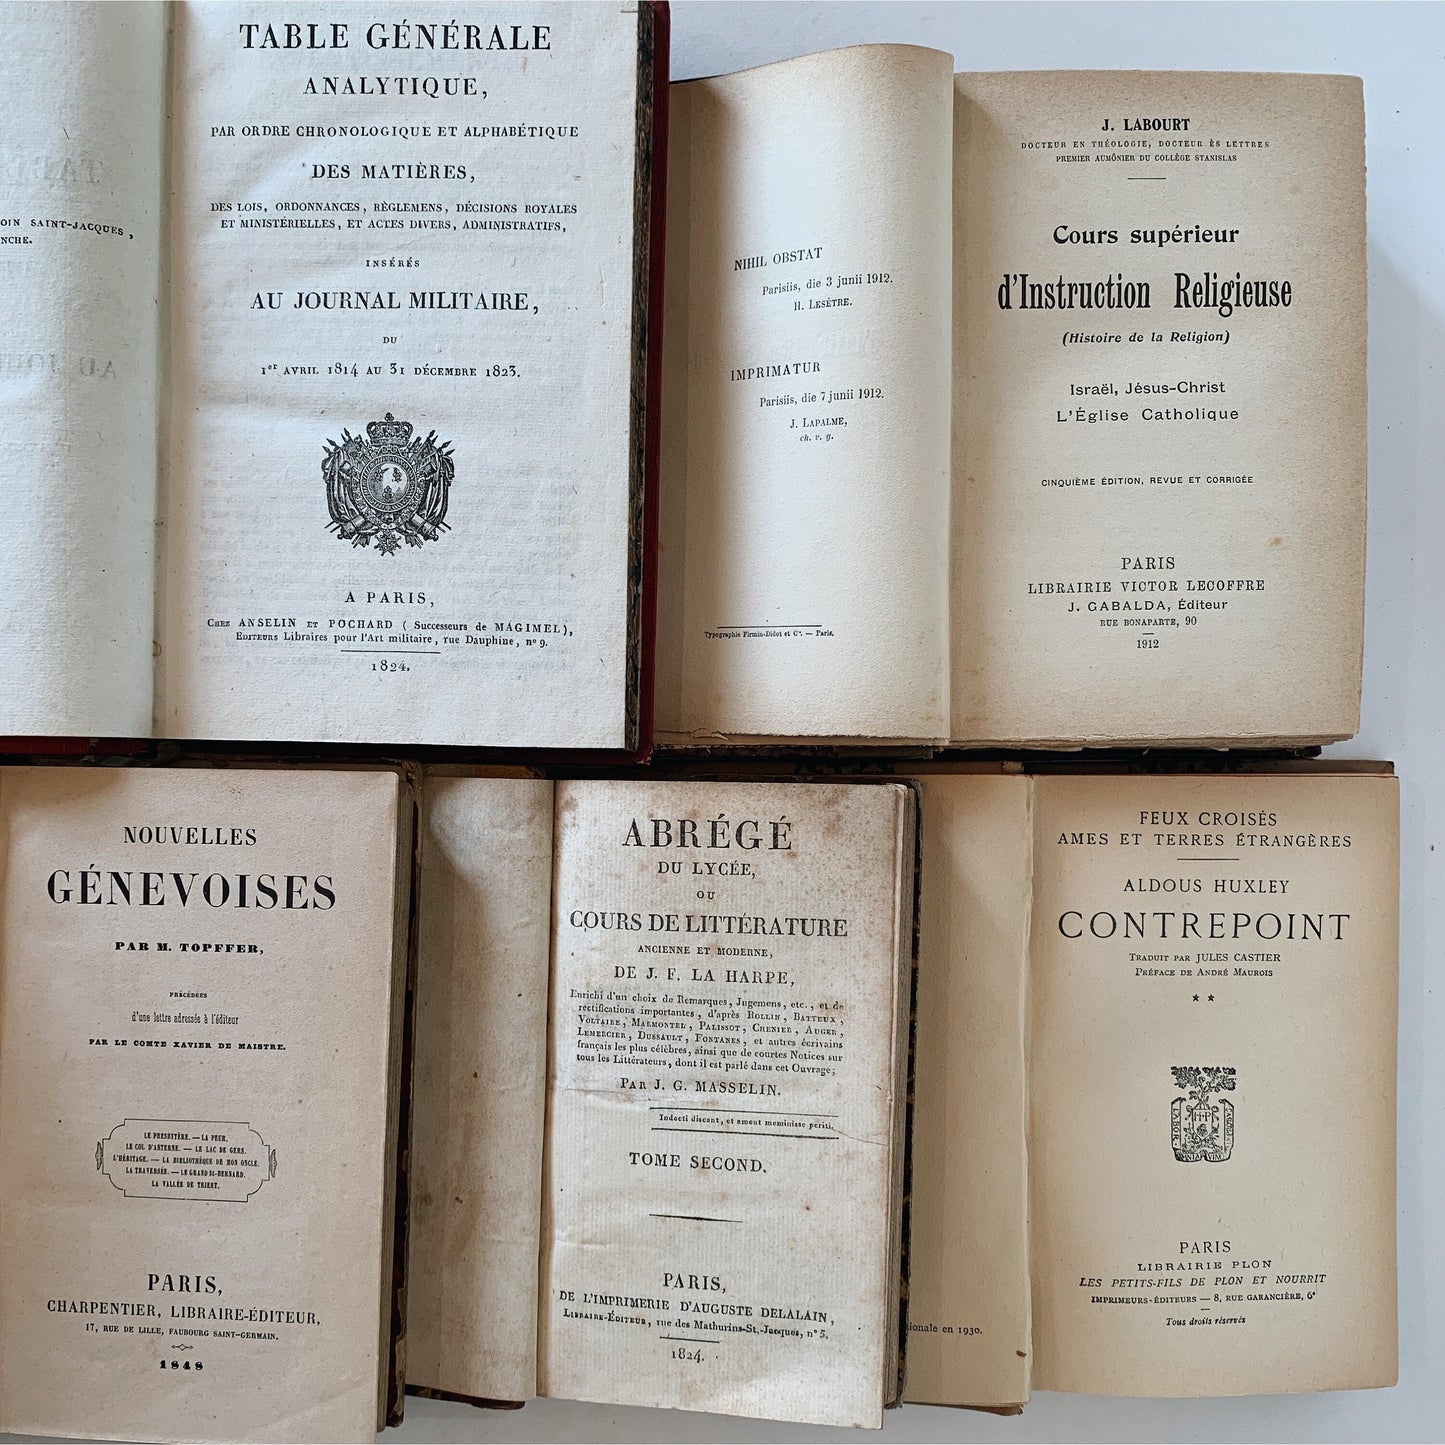 OIN SAINT-JACQUES,
NCHE.
TABLE GÉNÉRALE
ANALYTIQUE,
PAR ORDRE CHRONOLOGIQUE ET ALPHABÉTIQUE
DES MATIÈRES,
DES LOIS, ORDONNANCES, RÈGLEMENS, DÉCISIONS ROYALES
ET MINISTÉRIELLES, ET ACTES DIVERS, ADMINISTRATIFS,
INSÉRÉS
AU JOURNAL MILITAIRE,
DU
1er AVRIL 1814 AU 31 DÉCEMBRE 1823.
A PARIS,
CHEZ ANSELIN ET POCHARD (Successeurs de MAGIMEL),
EDITEURS Libraires pour l'Art militaire, rue Dauphine, n° 9.
1824.
NIHIL OBSTAT
Parisiis, die 3 junii 1912.
H. LESÊTRE.
IMPRIMATUR
Parisiis, die 7 junii 1912.
J. LAPALME,
ch. v. g.
Typographie Firmin-Didot et Cie. — Paris.
J. LABOURT
DOCTEUR EN THÉOLOGIE, DOCTEUR ÈS LETTRES
PREMIER AUMÔNIER DU COLLÈGE STANISLAS
Cours supérieur
d'Instruction Religieuse
(Histoire de la Religion)
Israël, Jésus-Christ
L'Église Catholique
CINQUIÈME ÉDITION, REVUE ET CORRIGÉE
PARIS
LIBRAIRIE VICTOR LECOFFRE
J. GABALDA, Éditeur
RUE BONAPARTE, 90
1912
NOUVELLES
GÉNEVOISES
PAR M. TOPFFER,
PRÉCÉDÉES
d'une lettre adressée à l'éditeur
PAR LE COMTE XAVIER DE MAISTRE.
LE PRESBYTÈRE. — LA PEUR.
LE COL D'ANTERNE. — LE LAC DE GERS.
L'HÉRITAGE. — LA BIBLIOTHÈQUE DE MON ONCLE.
LA TRAVERSÉE. — LE GRAND ST-BERNARD.
LA VALLÉE DE TRIENT.
PARIS,
CHARPENTIER, LIBRAIRE-ÉDITEUR,
17, RUE DE LILLE, FAUBOURG SAINT-GERMAIN.
1848
ABRÉGÉ
DU LYCÉE,
OU
COURS DE LITTÉRATURE
ANCIENNE ET MODERNE,
DE J. F. LA HARPE,
Enrichi d'un choix de Remarques, Jugemens, etc., et de
rectifications importantes, d'après ROLLIN, BATTEUX,
VOLTAIRE, MARMONTEL, PALISSOT, CHENIER, AUGER,
LEMERCIER, DUSSAULT, FONTANES, et autres écrivains
français les plus célèbres, ainsi que de courtes Notices sur
tous les Littérateurs, dont il est parlé dans cet Ouvrage;
PAR J. G. MASSELIN.
Indocti discant, et ament meminisse periti.
TOME SECOND.
PARIS,
DE L'IMPRIMERIE D'AUGUSTE DELALAIN,
LIBRAIRE-ÉDITEUR, rue des Mathurins-St.-Jacques, n° 5.
1824.
tionale en 1930.
FEUX CROISÉS
AMES ET TERRES ÉTRANGÈRES
ALDOUS HUXLEY
CONTREPOINT
TRADUIT PAR JULES CASTIER
PRÉFACE DE ANDRÉ MAUROIS
**
LABOR
PARIS
LIBRAIRIE PLON
LES PETITS-FILS DE PLON ET NOURRIT
IMPRIMEURS-ÉDITEURS — 8, RUE GARANCIÈRE, 6e
Tous droits réservés